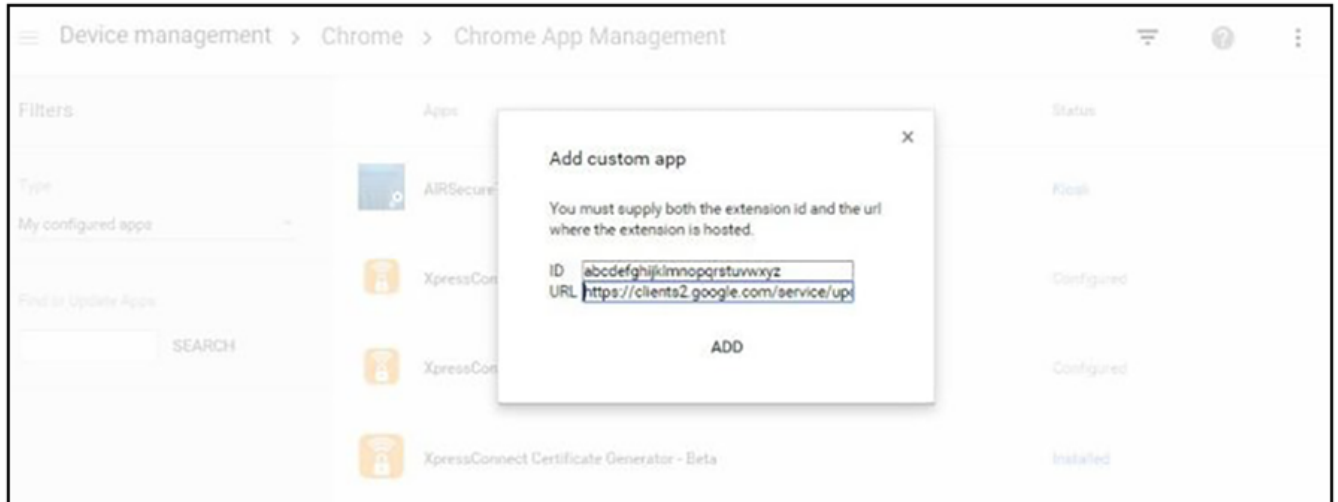 Device management > Chrome > Chrome App Management
Filters
Apps
Status
Type
My configured apps
AIRSecure
Kiosk
Add custom app
You must supply both the extension id and the url
where the extension is hosted.
ID abcdefghijklmnopqrstuvwxyz
URL https://clients2.google.com/service/up
ADD
XpressCon
Configured
Find or Update Apps
SEARCH
XpressCon
Configured
XpressConnect Certificate Generator - Beta
Installed